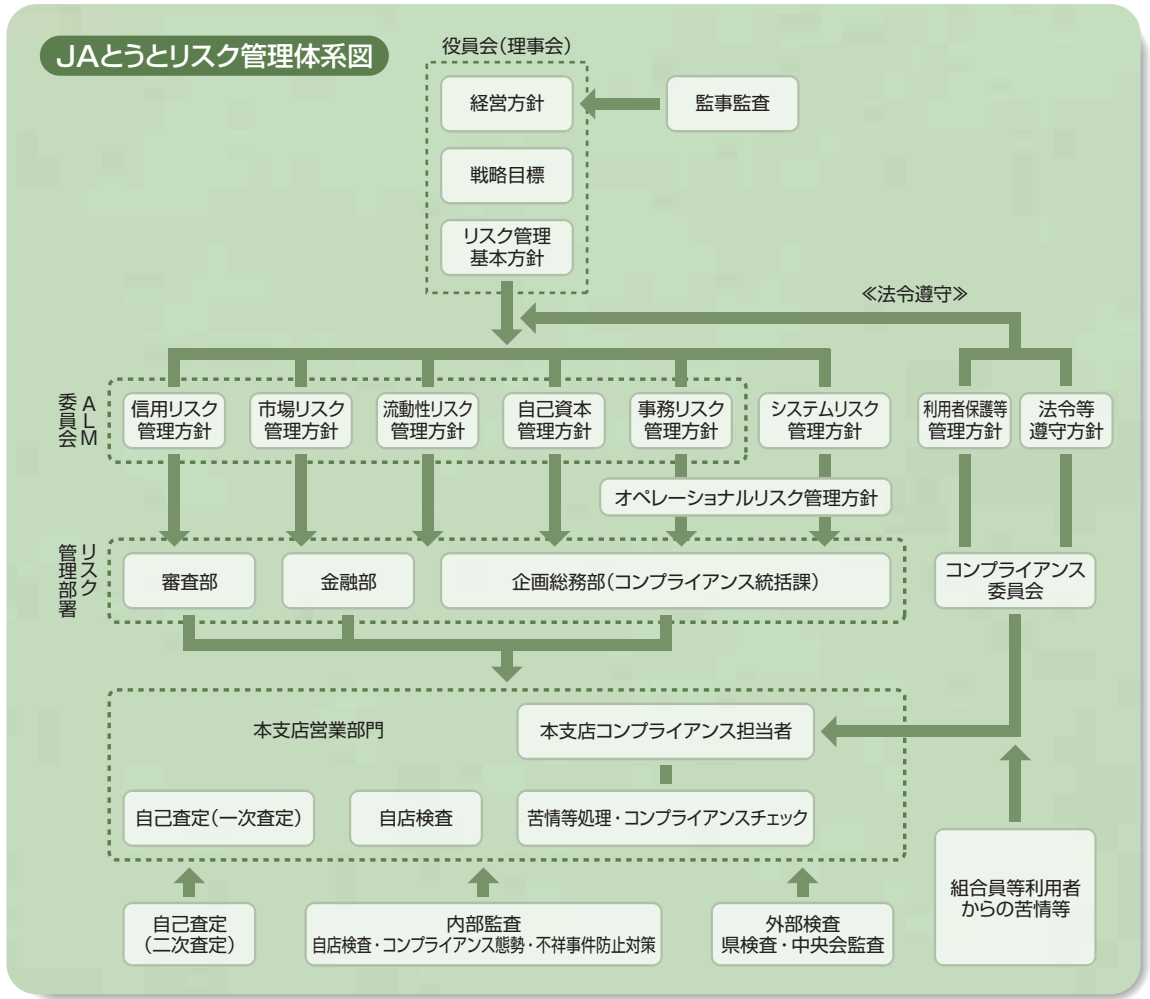 JAとうとリスク管理体系図
役員会(理事会)
経営方針
監事監査
戦略目標
リスク管理
基本方針
≪法令遵守≫
ALM
委員会
信用リスク
管理方針
市場リスク
管理方針
流動性リスク
管理方針
自己資本
管理方針
事務リスク
管理方針
システムリスク
管理方針
利用者保護等
管理方針
法令等
遵守方針
オペレーショナルリスク管理方針
リスク
管理部署
審査部
金融部
企画総務部(コンプライアンス統括課)
コンプライアンス
委員会
本支店営業部門
本支店コンプライアンス担当者
自己査定(一次査定)
自店検査
苦情等処理・コンプライアンスチェック
自己査定
(二次査定)
内部監査
自店検査・コンプライアンス態勢・不祥事件防止対策
外部検査
県検査・中央会監査
組合員等利用者
からの苦情等